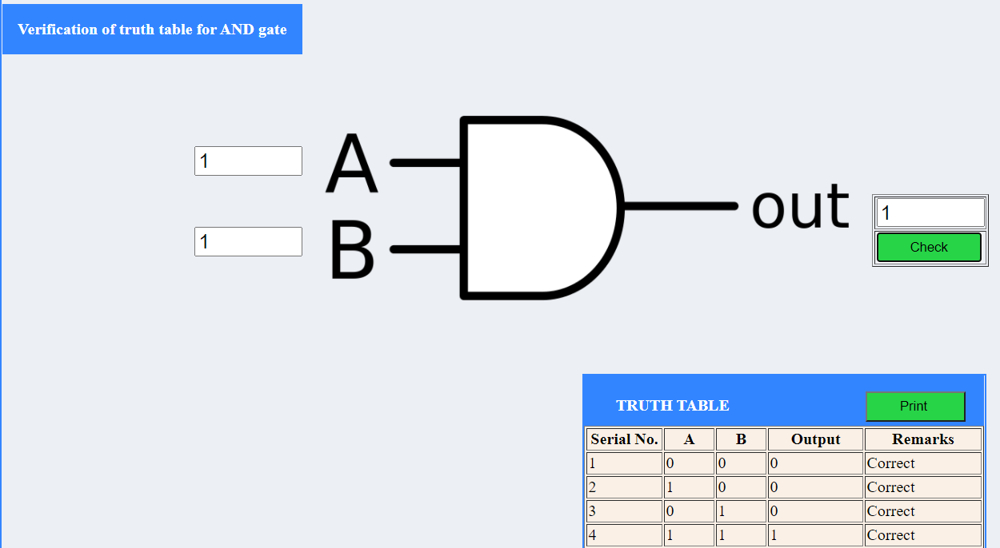 Verification of truth table for AND gate
1
A
1
B
out
1
Check
TRUTH TABLE Print
Serial No. A B Output Remarks
1 0 0 0 Correct
2 1 0 0 Correct
3 0 1 0 Correct
4 1 1 1 Correct